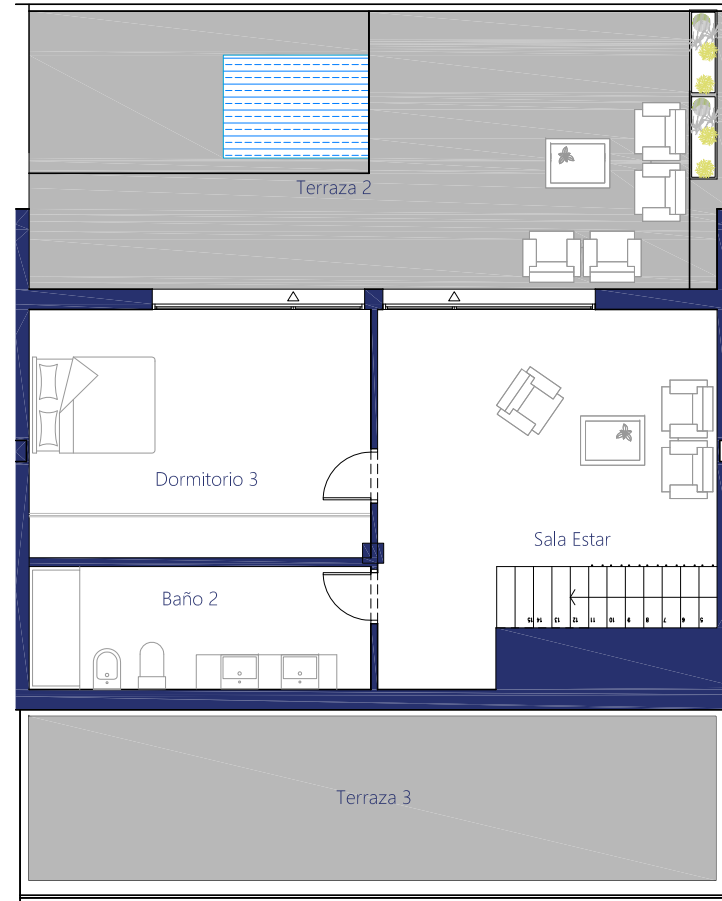 Terraza 2
Dormitorio 3
Sala Estar
Baño 2
15 14 13 12 11 10 9 8 7 6 5
Terraza 3